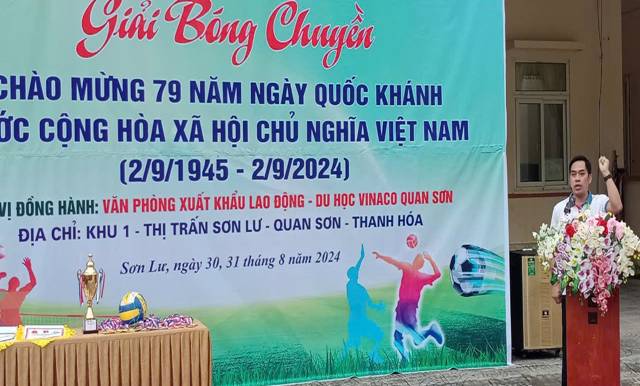 Giải Bóng Chuyền
CHÀO MỪNG 79 NĂM NGÀY QUỐC KHÁNH
ỚC CỘNG HÒA XÃ HỘI CHỦ NGHĨA VIỆT NAM
(2/9/1945 - 2/9/2024)
VỊ ĐỒNG HÀNH: VĂN PHÒNG XUẤT KHẨU LAO ĐỘNG - DU HỌC VINACO QUAN SƠN
ĐỊA CHỈ: KHU 1 - THỊ TRẤN SƠN LƯ - QUAN SƠN - THANH HÓA
Sơn Lư, ngày 30, 31 tháng 8 năm 2024